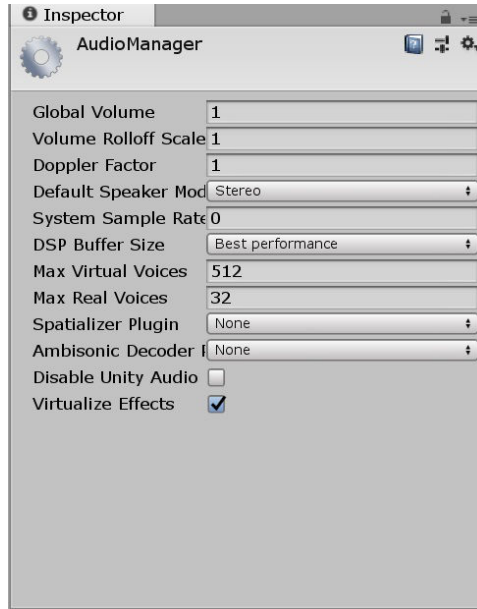 Inspector
AudioManager
Global Volume 1
Volume Rolloff Scale 1
Doppler Factor 1
Default Speaker Mod Stereo
System Sample Rate 0
DSP Buffer Size Best performance
Max Virtual Voices 512
Max Real Voices 32
Spatializer Plugin None
Ambisonic Decoder None
Disable Unity Audio
Virtualize Effects